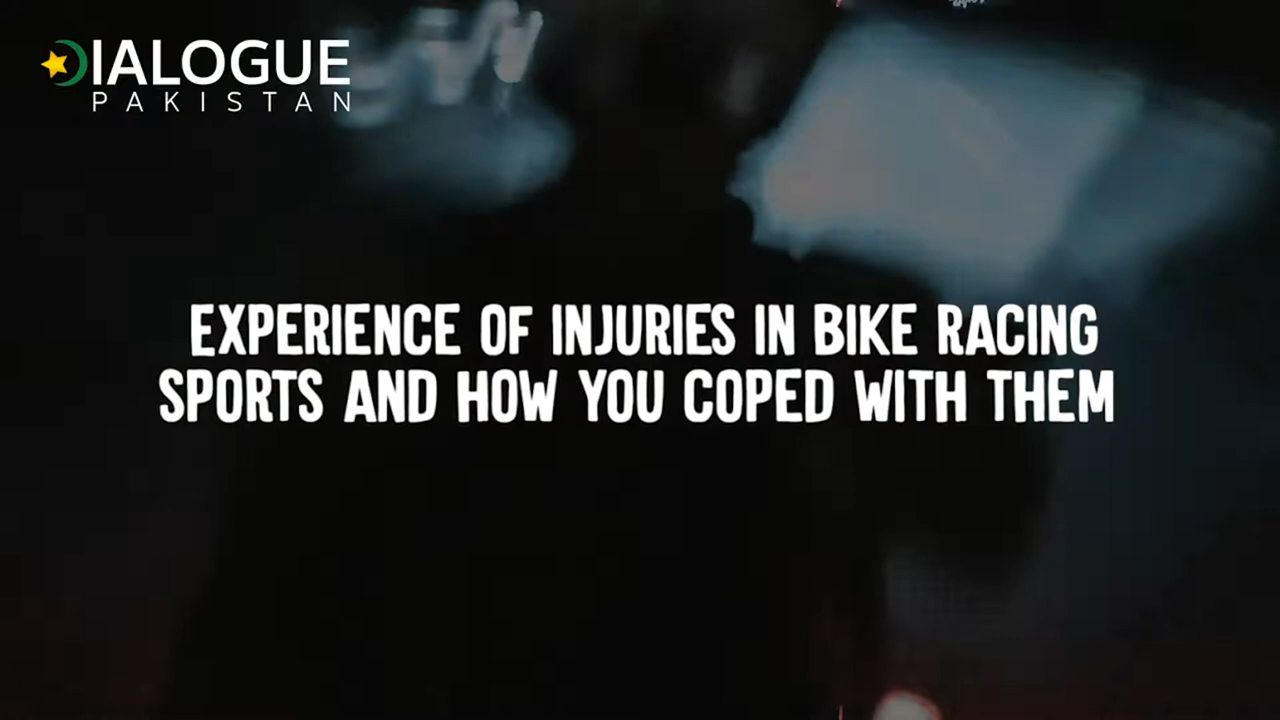 DIALOGUE
PAKISTAN
EXPERIENCE OF INJURIES IN BIKE RACING
SPORTS AND HOW YOU COPED WITH THEM